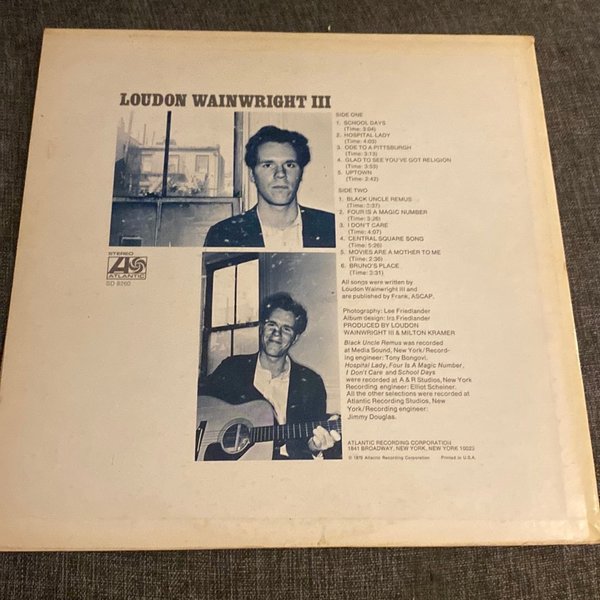 LOUDON WAINWRIGHT III
SIDE ONE
1. SCHOOL DAYS
(Time: 3:04)
2. HOSPITAL LADY
(Time: 4:03)
3. ODE TO A PITTSBURGH
(Time: 3:13)
4. GLAD TO SEE YOU'VE GOT RELIGION
(Time: 3:53)
5. UPTOWN
(Time: 2:42)
SIDE TWO
1. BLACK UNCLE REMUS
(Time: 2:37)
2. FOUR IS A MAGIC NUMBER
(Time: 3:28)
3. I DON'T CARE
(Time: 4:07)
4. CENTRAL SQUARE SONG
(Time: 5:26)
5. MOVIES ARE A MOTHER TO ME
(Time: 2:36)
6. BRUNO'S PLACE
(Time: 3:31)
STEREO
ATLANTIC
SD 8260
All songs were written by
Loudon Wainwright III and
are published by Frank, ASCAP.
Photography: Lee Friedlander
Album design: Ira Friedlander
PRODUCED BY LOUDON
WAINWRIGHT III & MILTON KRAMER
Black Uncle Remus was recorded
at Media Sound, New York/Record-
ing engineer: Tony Bongovi.
Hospital Lady, Four Is A Magic Number,
I Don't Care and School Days
were recorded at A & R Studios, New York
Recording engineer: Elliot Scheiner.
All the other selections were recorded at
Atlantic Recording Studios, New
York/Recording engineer:
Jimmy Douglas.
ATLANTIC RECORDING CORPORATION
1841 BROADWAY, NEW YORK, NEW YORK 10023
© 1970 Atlantic Recording Corporation Printed in U.S.A.